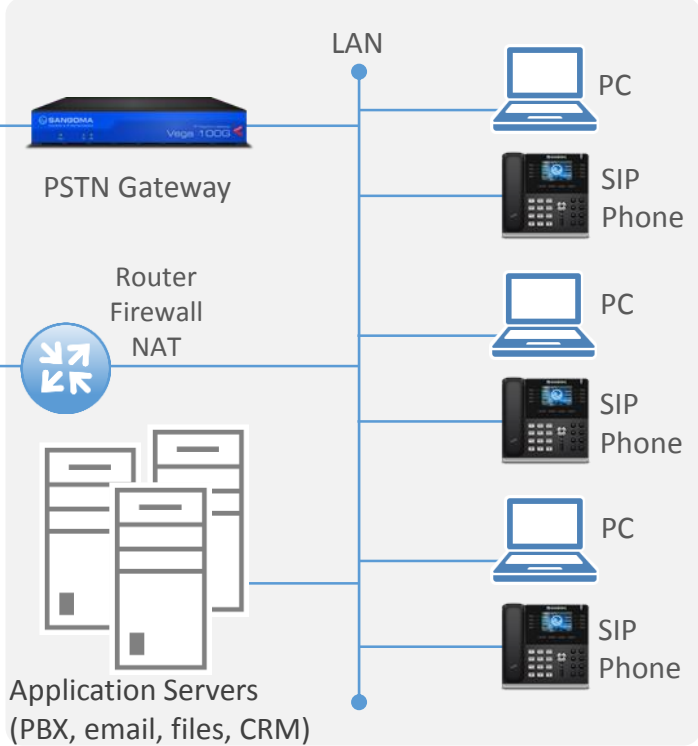 LAN
SANGOMA
Vega 100G
PSTN Gateway
PC
SIP
Phone
Router
Firewall
NAT
PC
SIP
Phone
PC
SIP
Phone
Application Servers
(PBX, email, files, CRM)